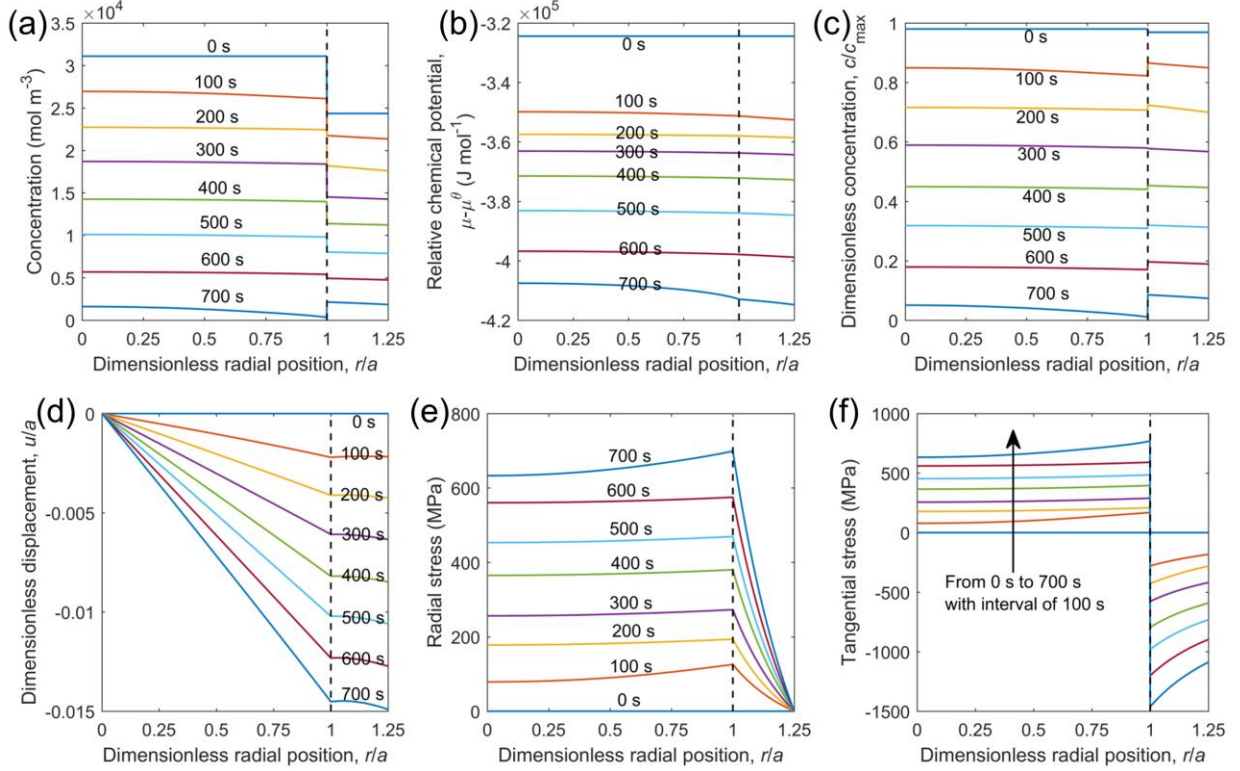 (a)
×10⁴
3.5
3
2.5
2
1.5
1
0.5
0
Concentration (mol m⁻³)
0 s
100 s
200 s
300 s
400 s
500 s
600 s
700 s
0 0.25 0.5 0.75 1 1.25
Dimensionless radial position, r/a
(b)
×10⁵
-3.2
-3.4
-3.6
-3.8
-4
-4.2
Relative chemical potential,
μ-μ^θ (J mol⁻¹)
0 s
100 s
200 s
300 s
400 s
500 s
600 s
700 s
0 0.25 0.5 0.75 1 1.25
Dimensionless radial position, r/a
(c)
1
0.8
0.6
0.4
0.2
0
Dimensionless concentration, c/c_max
0 s
100 s
200 s
300 s
400 s
500 s
600 s
700 s
0 0.25 0.5 0.75 1 1.25
Dimensionless radial position, r/a
(d)
0
-0.005
-0.01
-0.015
Dimensionless displacement, u/a
0 s
100 s
200 s
300 s
400 s
500 s
600 s
700 s
0 0.25 0.5 0.75 1 1.25
Dimensionless radial position, r/a
(e)
800
600
400
200
0
Radial stress (MPa)
700 s
600 s
500 s
400 s
300 s
200 s
100 s
0 s
0 0.25 0.5 0.75 1 1.25
Dimensionless radial position, r/a
(f)
1000
500
0
-500
-1000
-1500
Tangential stress (MPa)
From 0 s to 700 s
with interval of 100 s
0 0.25 0.5 0.75 1 1.25
Dimensionless radial position, r/a